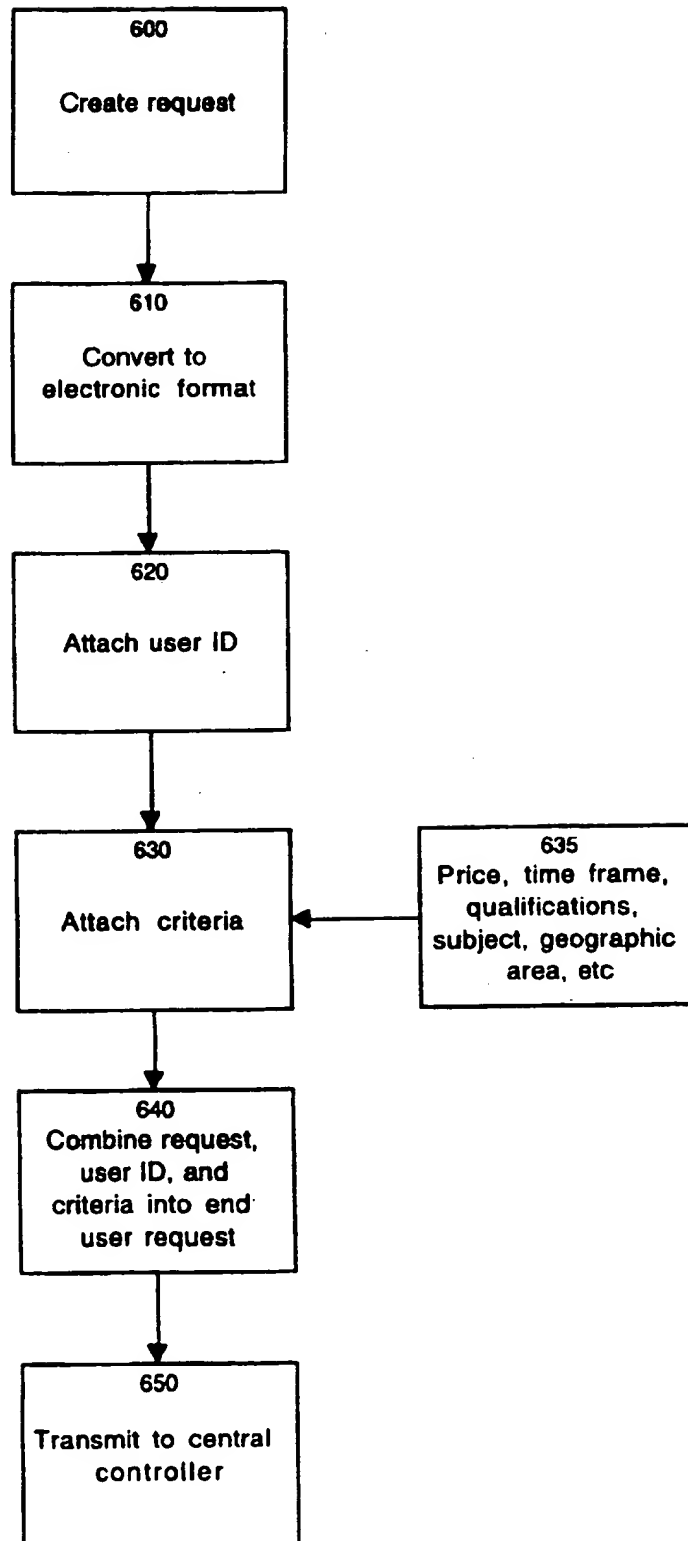 600
Create request
610
Convert to
electronic format
620
Attach user ID
630
Attach criteria
635
Price, time frame,
qualifications,
subject, geographic
area, etc
640
Combine request,
user ID, and
criteria into end
user request
650
Transmit to central
controller